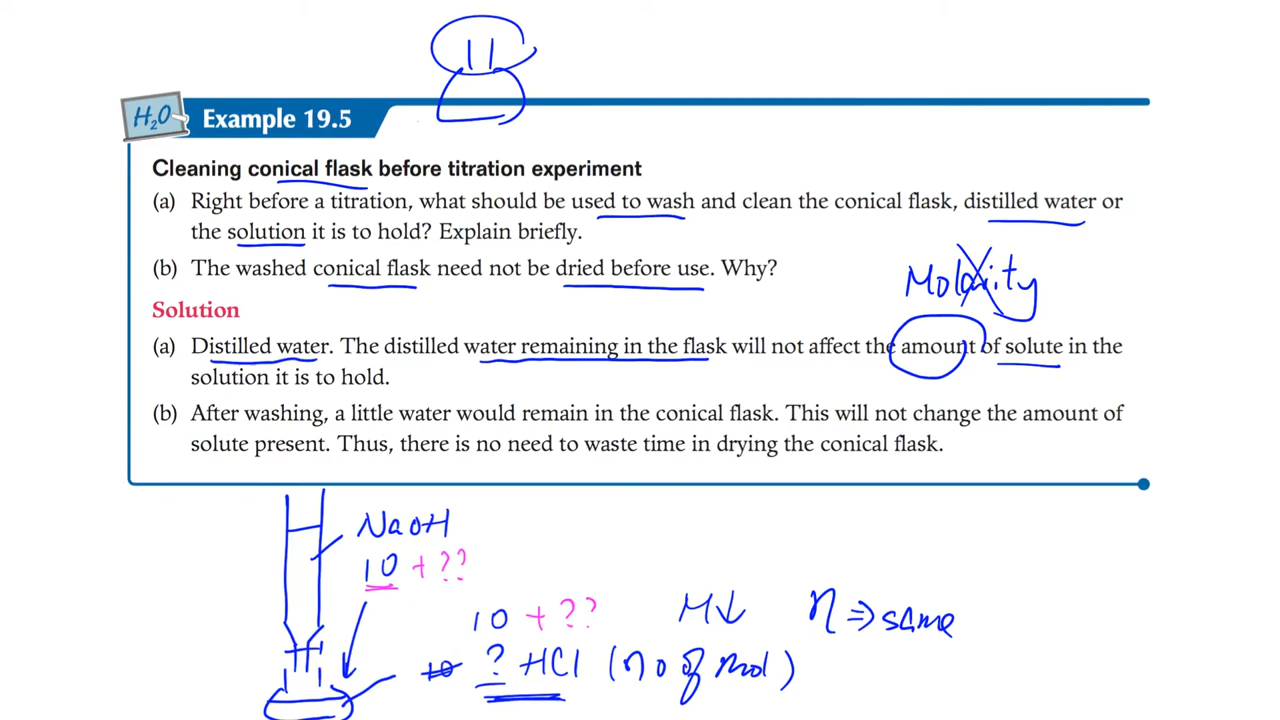 H₂O
Example 19.5
Cleaning conical flask before titration experiment
(a) Right before a titration, what should be used to wash and clean the conical flask, distilled water or
the solution it is to hold? Explain briefly.
(b) The washed conical flask need not be dried before use. Why?
Molarity
Solution
(a) Distilled water. The distilled water remaining in the flask will not affect the amount of solute in the
solution it is to hold.
(b) After washing, a little water would remain in the conical flask. This will not change the amount of
solute present. Thus, there is no need to waste time in drying the conical flask.
NaOH
10 + ??
10 + ?? M↓ n ⇒ same
10 ? HCl (no of mol)